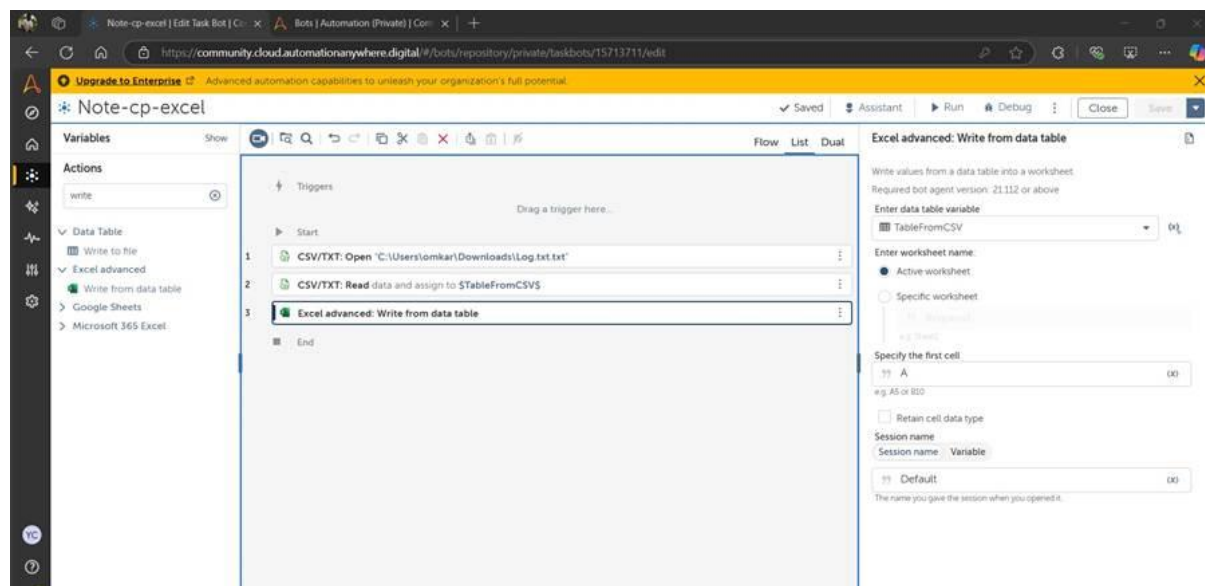 Note-cp-excel | Edit Task Bot | Co
Bots | Automation (Private) | Com
https://community.cloud.automationanywhere.digital/#/bots/repository/private/taskbots/15713711/edit
Upgrade to Enterprise Advanced automation capabilities to unleash your organization's full potential.
Note-cp-excel
Saved Assistant Run Debug Close Save
Variables Show
Flow List Dual
Actions
write
Data Table
Write to file
Excel advanced
Write from data table
Google Sheets
Microsoft 365 Excel
Triggers
Drag a trigger here...
Start
1 CSV/TXT: Open "C:\Users\omkar\Downloads\Log.txt.txt"
2 CSV/TXT: Read data and assign to $TableFromCSV$
3 Excel advanced: Write from data table
End
Excel advanced: Write from data table
Write values from a data table into a worksheet
Required bot agent version: 21.112 or above
Enter data table variable
TableFromCSV
(x)
Enter worksheet name:
Active worksheet
Specific worksheet
Specify the first cell
A (x)
e.g. A5 or B10
Retain cell data type
Session name
Session name Variable
Default (x)
The name you gave the session when you opened it.
YC